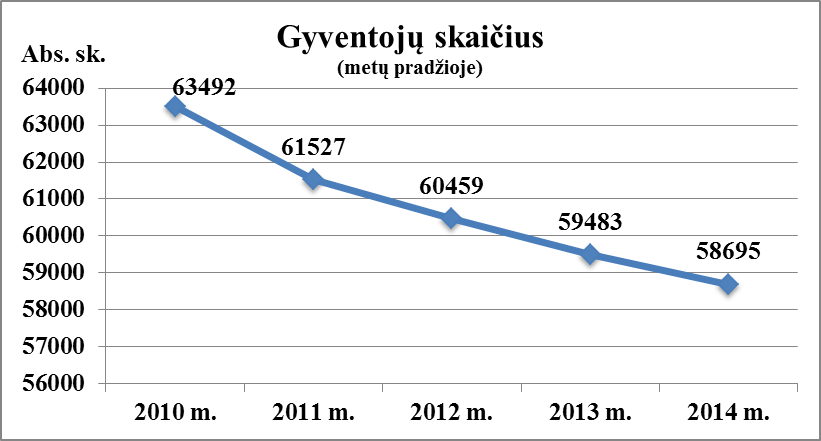 Gyventojų skaičius
(metų pradžioje)
Abs. sk.
64000
63000
62000
61000
60000
59000
58000
57000
56000
63492
61527
60459
59483
58695
2010 m.
2011 m.
2012 m.
2013 m.
2014 m.